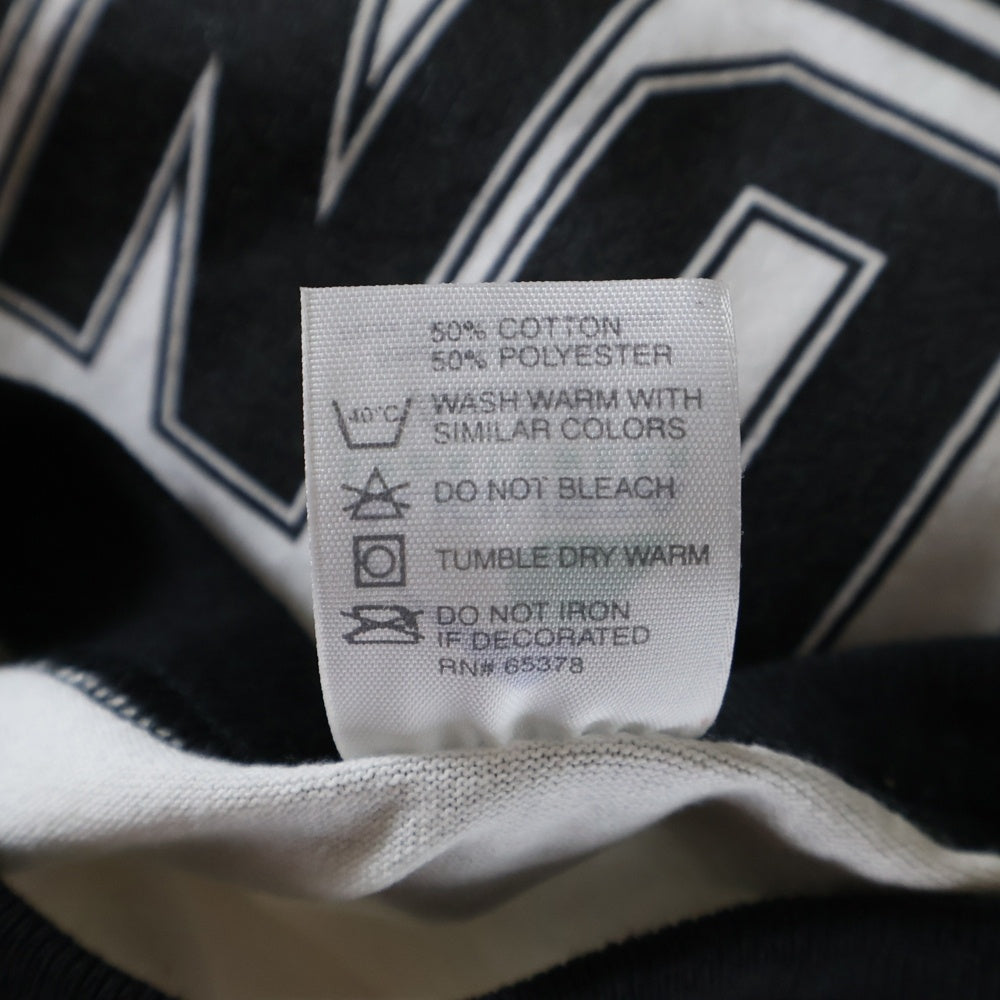 50% COTTON
50% POLYESTER
40°C
WASH WARM WITH
SIMILAR COLORS
DO NOT BLEACH
TUMBLE DRY WARM
DO NOT IRON
IF DECORATED
RN# 65378